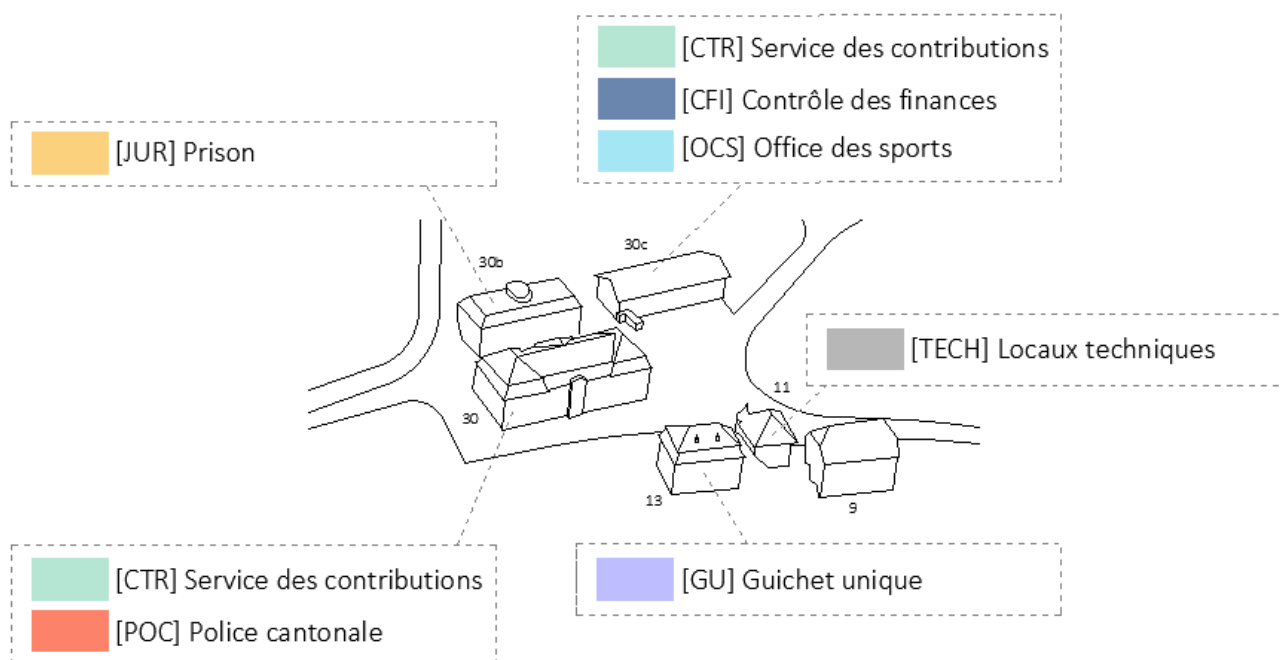 [CTR] Service des contributions
[CFI] Contrôle des finances
[OCS] Office des sports
[JUR] Prison
30c
30b
[TECH] Locaux techniques
11
30
13
9
[CTR] Service des contributions
[POC] Police cantonale
[GU] Guichet unique